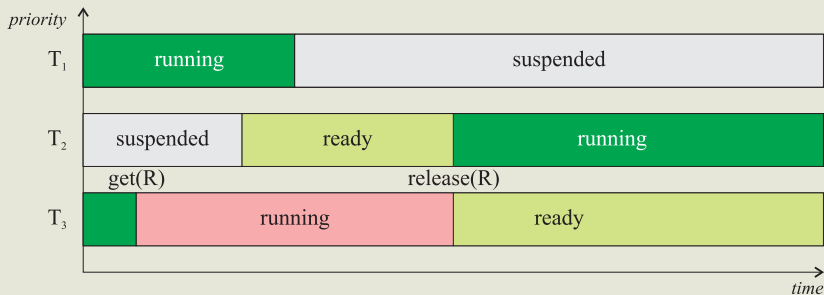 priority
T1 running suspended
T2 suspended ready running
get(R) release(R)
T3 running ready
time